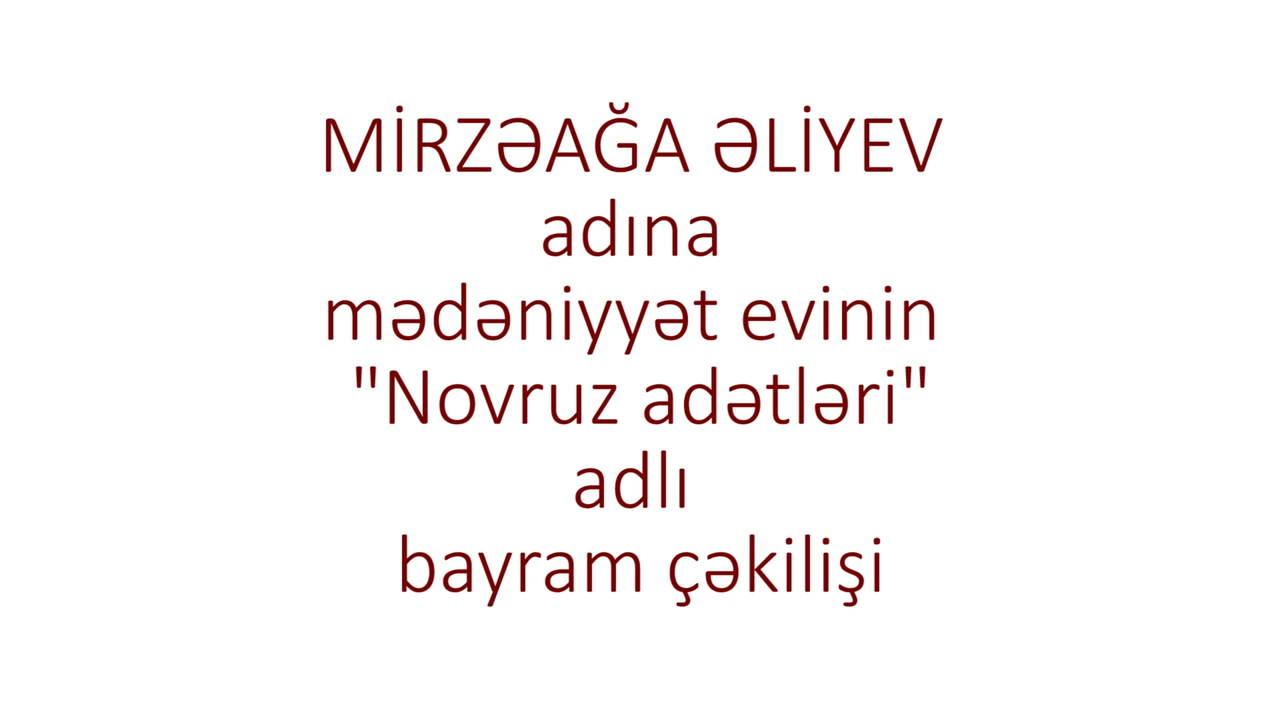 MİRZƏAĞA ƏLİYEV
adına
mədəniyyət evinin
"Novruz adətləri"
adlı
bayram çəkilişi